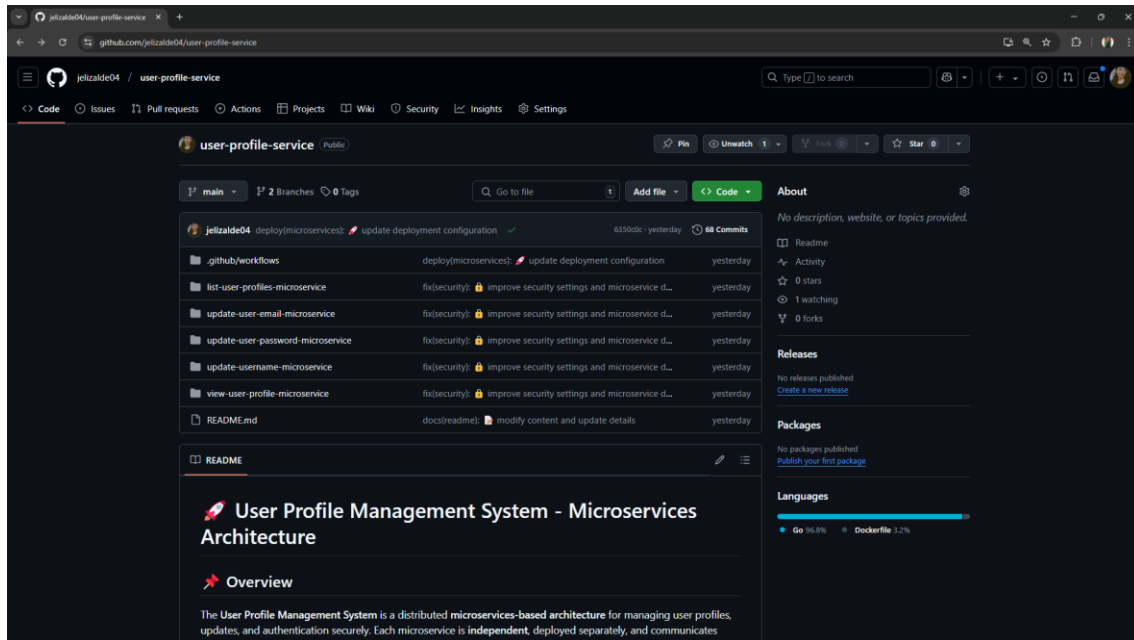 jelizalde04/user-profile-service
github.com/jelizalde04/user-profile-service
jelizalde04 / user-profile-service
Type / to search
Code Issues Pull requests Actions Projects Wiki Security Insights Settings
user-profile-service Public
Pin Unwatch 1 Fork 0 Star 0
main 2 Branches 0 Tags Go to file t Add file Code
jelizalde04 deploy(microservices): 🚀 update deployment configuration 6350c0c · yesterday 68 Commits
.github/workflows deploy(microservices): 🚀 update deployment configuration yesterday
list-user-profiles-microservice fix(security): 🔒 improve security settings and microservice d... yesterday
update-user-email-microservice fix(security): 🔒 improve security settings and microservice d... yesterday
update-user-password-microservice fix(security): 🔒 improve security settings and microservice d... yesterday
update-username-microservice fix(security): 🔒 improve security settings and microservice d... yesterday
view-user-profile-microservice fix(security): 🔒 improve security settings and microservice d... yesterday
README.md docs(readme): 📝 modify content and update details yesterday
README
🚀 User Profile Management System - Microservices
Architecture
📌 Overview
The User Profile Management System is a distributed microservices-based architecture for managing user profiles,
updates, and authentication securely. Each microservice is independent, deployed separately, and communicates
About
No description, website, or topics provided.
Readme
Activity
0 stars
1 watching
0 forks
Releases
No releases published
Create a new release
Packages
No packages published
Publish your first package
Languages
Go 96.8% Dockerfile 3.2%